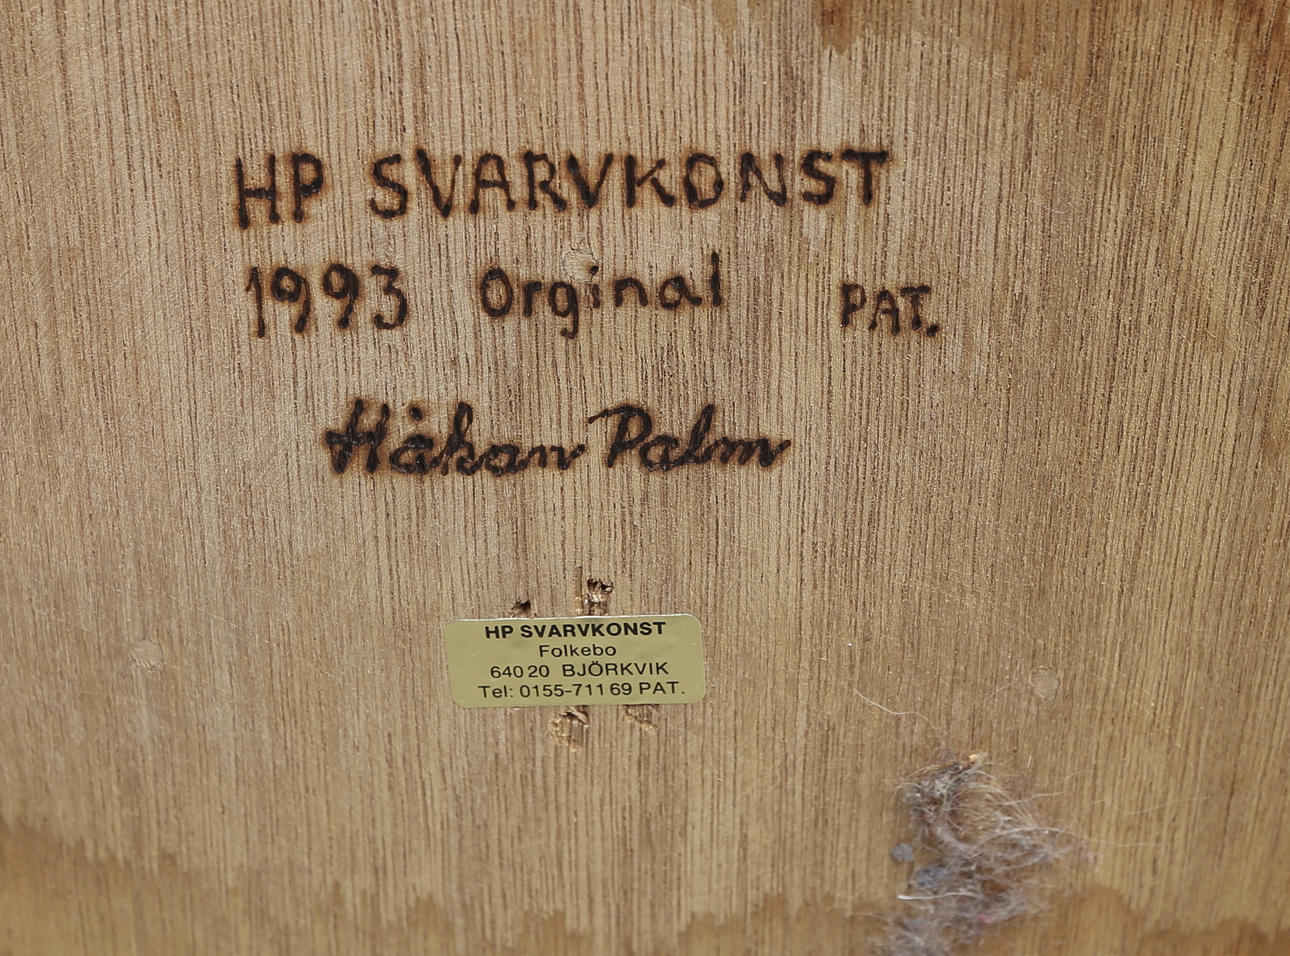 HP SVARVKONST
1993 Orginal PAT.
Håkan Palm
HP SVARVKONST
Folkebo
640 20 BJÖRKVIK
Tel: 0155-711 69 PAT.